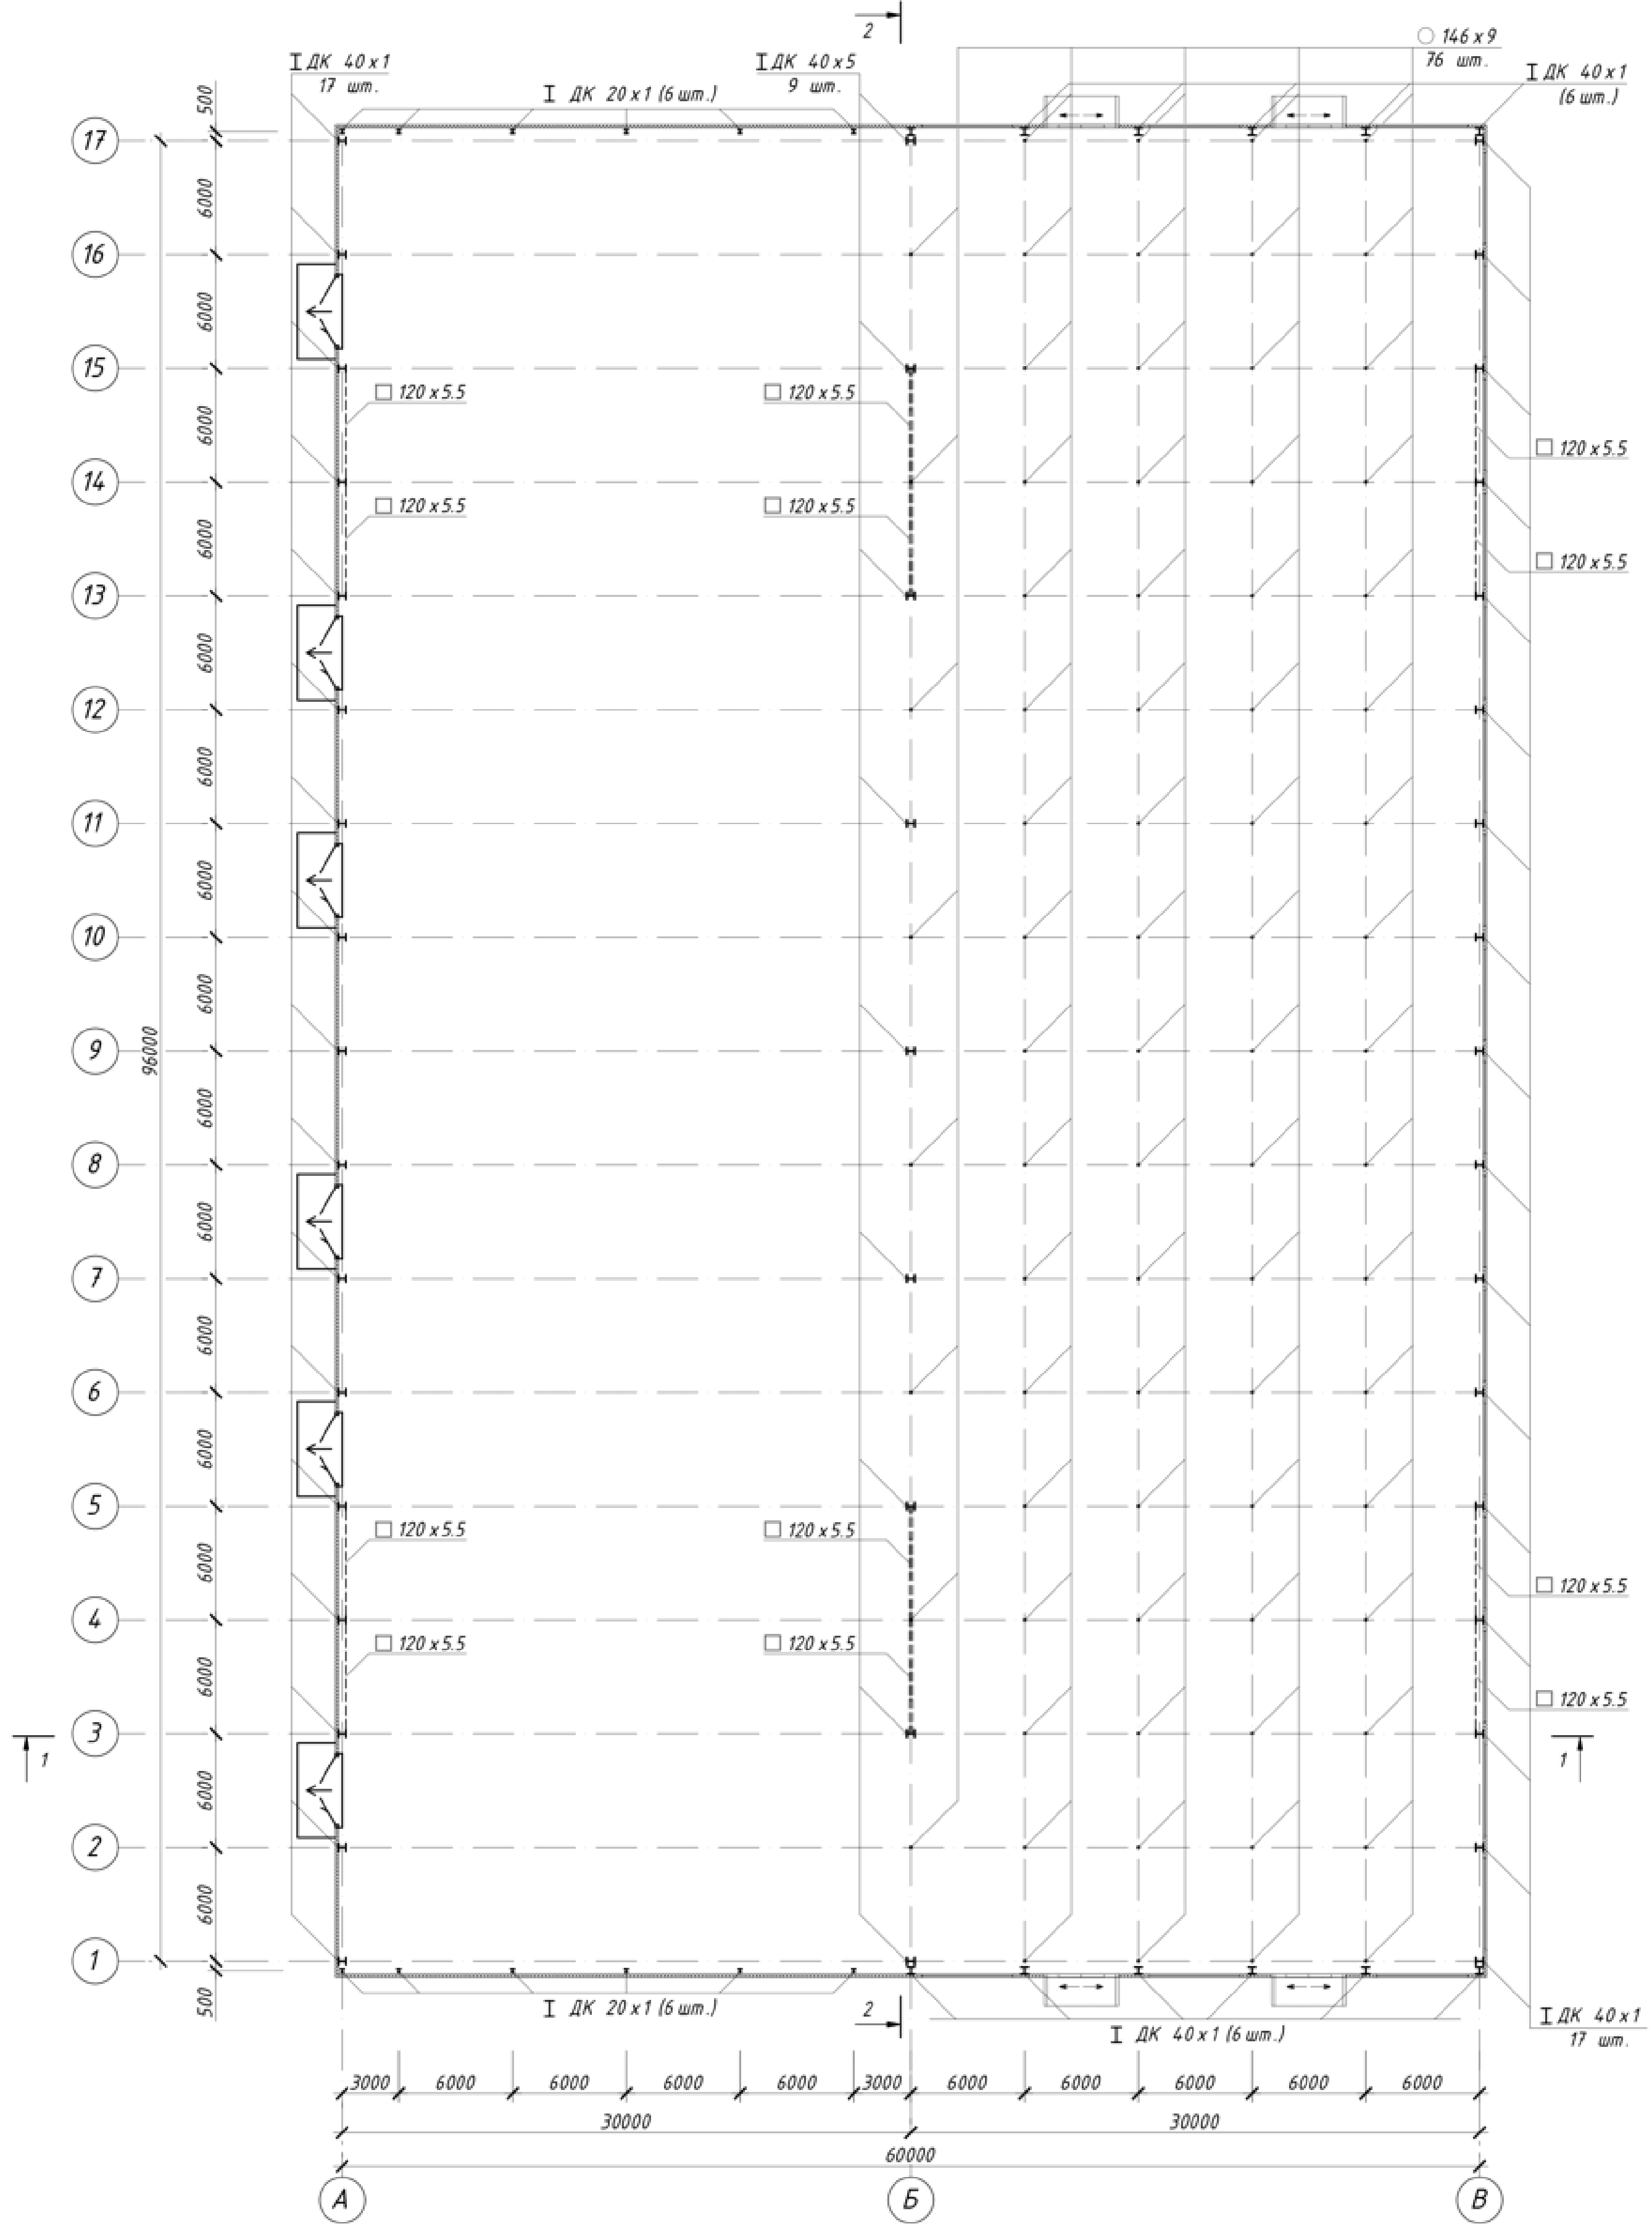 2
○ 146 x 9
76 шт.
I ДК 40 x 1
17 шт.
I ДК 20 x 1 (6 шт.)
I ДК 40 x 5
9 шт.
I ДК 40 x 1
(6 шт.)
500
17
6000
16
6000
15
□ 120 x 5.5
□ 120 x 5.5
6000
□ 120 x 5.5
14
□ 120 x 5.5
□ 120 x 5.5
6000
□ 120 x 5.5
13
6000
12
6000
11
6000
10
6000
9
96000
6000
8
6000
7
6000
6
6000
5
□ 120 x 5.5
□ 120 x 5.5
6000
□ 120 x 5.5
4
□ 120 x 5.5
□ 120 x 5.5
6000
□ 120 x 5.5
3
1
1
6000
2
6000
1
500
I ДК 20 x 1 (6 шт.)
2
I ДК 40 x 1 (6 шт.)
I ДК 40 x 1
17 шт.
3000 6000 6000 6000 6000 3000 6000 6000 6000 6000 6000
30000 30000
60000
А Б В